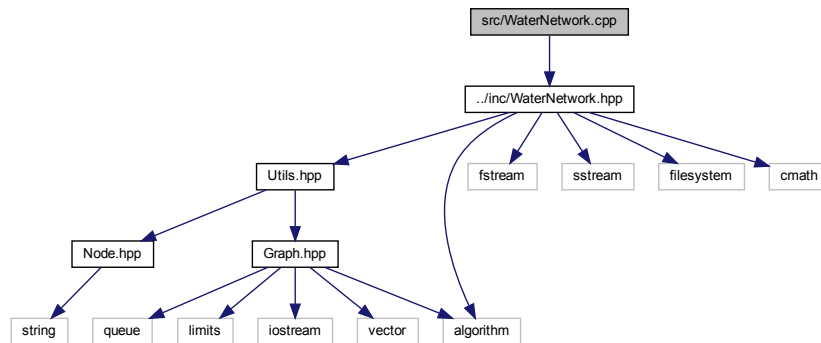 src/WaterNetwork.cpp
../inc/WaterNetwork.hpp
Utils.hpp
fstream
sstream
filesystem
cmath
Node.hpp
Graph.hpp
string
queue
limits
iostream
vector
algorithm